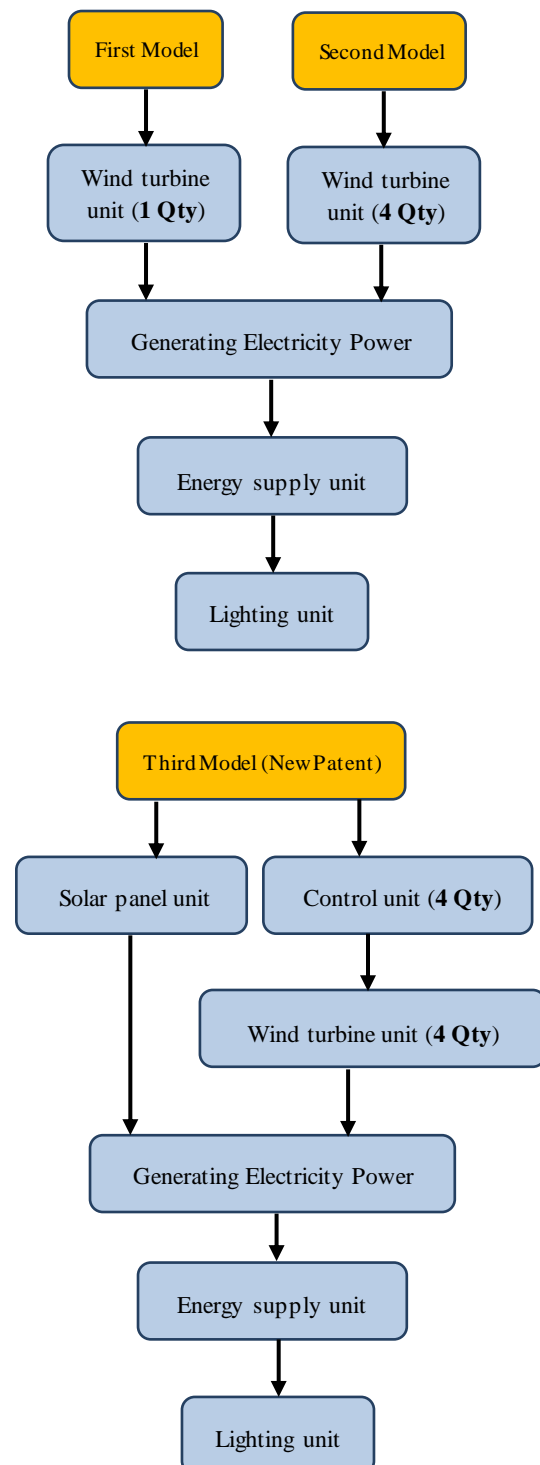 First Model
Second Model
Wind turbine
unit (1 Qty)
Wind turbine
unit (4 Qty)
Generating Electricity Power
Energy supply unit
Lighting unit
Third Model (New Patent)
Solar panel unit
Control unit (4 Qty)
Wind turbine unit (4 Qty)
Generating Electricity Power
Energy supply unit
Lighting unit